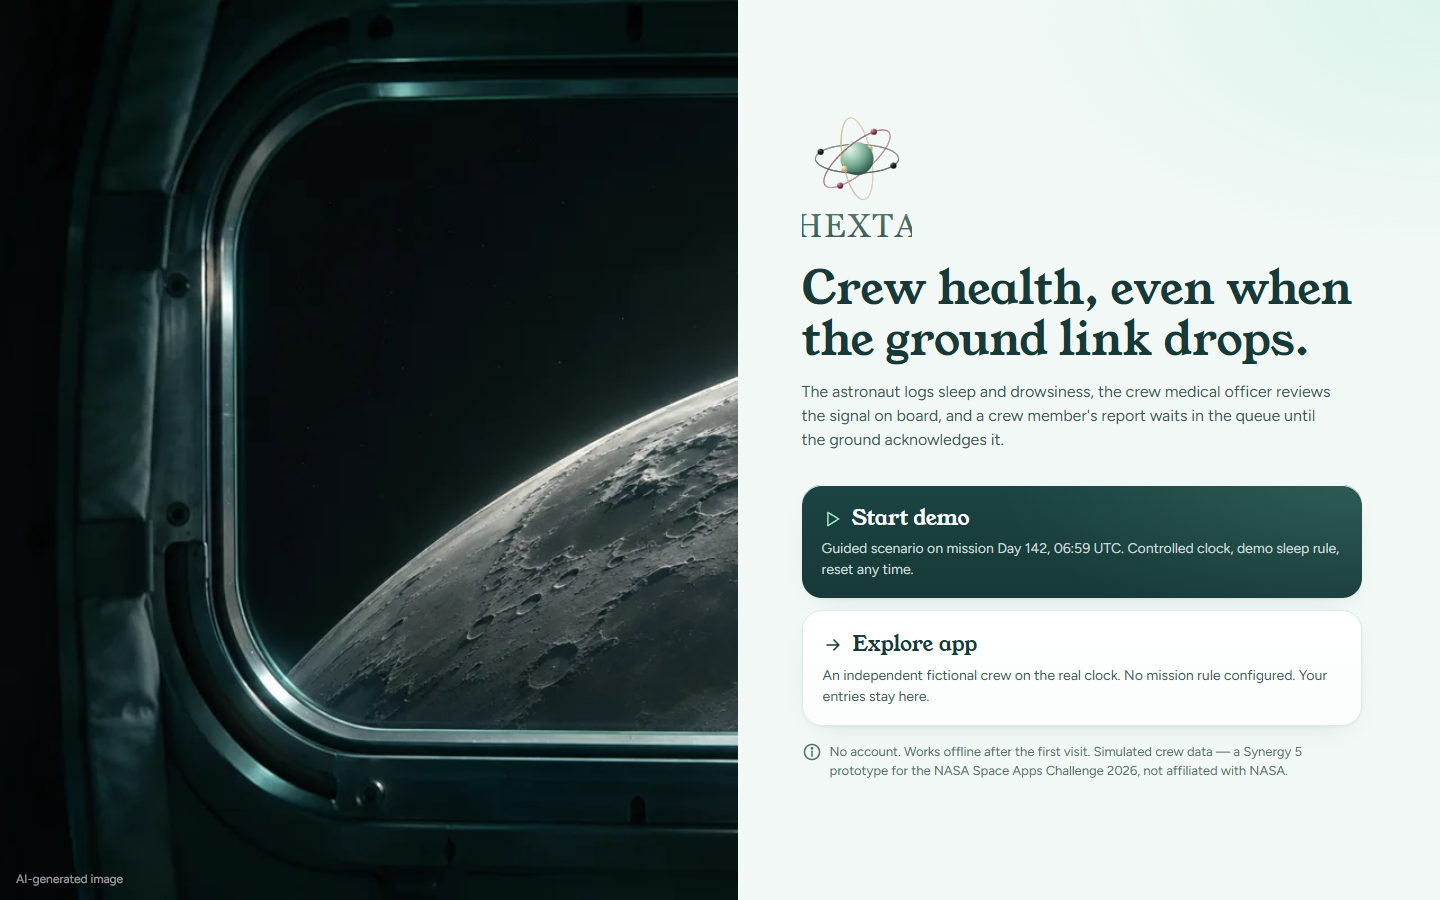 HEXTA
Crew health, even when
the ground link drops.
The astronaut logs sleep and drowsiness, the crew medical officer reviews
the signal on board, and a crew member's report waits in the queue until
the ground acknowledges it.
Start demo
Guided scenario on mission Day 142, 06:59 UTC. Controlled clock, demo sleep rule,
reset any time.
Explore app
An independent fictional crew on the real clock. No mission rule configured. Your
entries stay here.
No account. Works offline after the first visit. Simulated crew data — a Synergy 5
prototype for the NASA Space Apps Challenge 2026, not affiliated with NASA.
AI-generated image